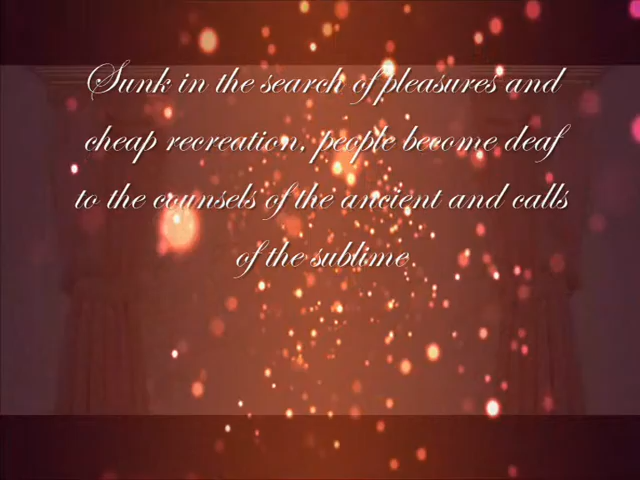 Sunk in the search of pleasures and
cheap recreation, people become deaf
to the counsels of the ancient and calls
of the sublime